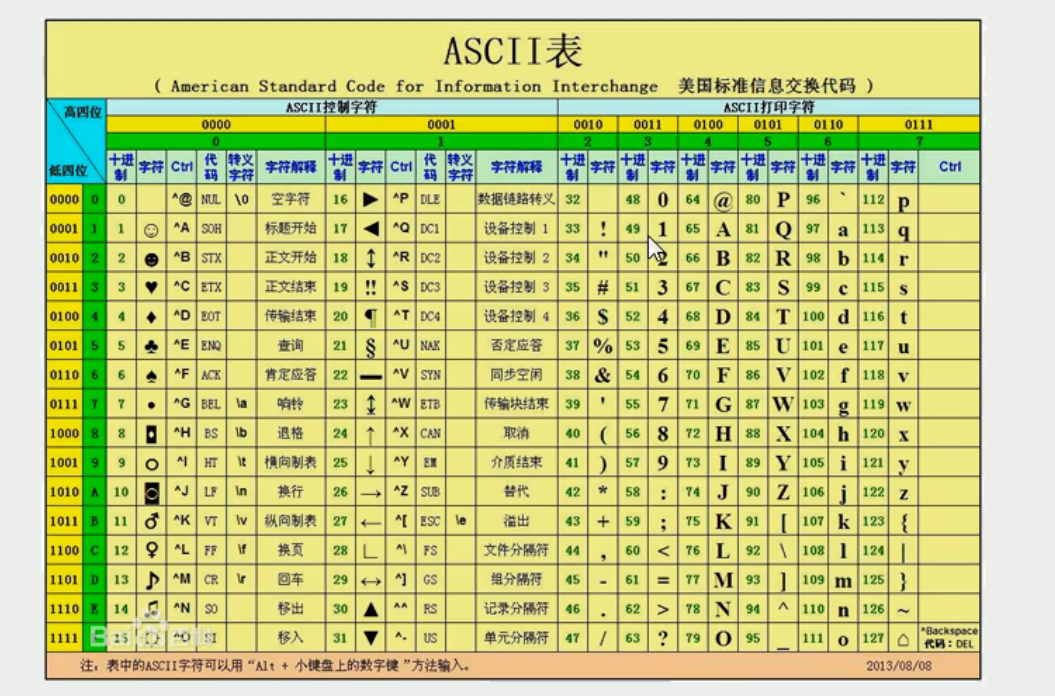 ASCII表
( American Standard Code for Information Interchange 美国标准信息交换代码 )
高四位 ASCII控制字符 ASCII打印字符
0000 0001 0010 0011 0100 0101 0110 0111
0 1 2 3 4 5 6 7
低四位 十进制 字符 Ctrl 代码 转义字符 字符解释 十进制 字符 Ctrl 代码 转义字符 字符解释 十进制 字符 十进制 字符 十进制 字符 十进制 字符 十进制 字符 十进制 字符 Ctrl
0000 0 0 ^@ NUL \0 空字符 16 ► ^P DLE 数据链路转义 32 48 0 64 @ 80 P 96 ` 112 p
0001 1 1 ☺ ^A SOH 标题开始 17 ◄ ^Q DC1 设备控制 1 33 ! 49 1 65 A 81 Q 97 a 113 q
0010 2 2 ☻ ^B STX 正文开始 18 ↕ ^R DC2 设备控制 2 34 " 50 2 66 B 82 R 98 b 114 r
0011 3 3 ♥ ^C ETX 正文结束 19 ‼ ^S DC3 设备控制 3 35 # 51 3 67 C 83 S 99 c 115 s
0100 4 4 ♦ ^D EOT 传输结束 20 ¶ ^T DC4 设备控制 4 36 $ 52 4 68 D 84 T 100 d 116 t
0101 5 5 ♣ ^E ENQ 查询 21 § ^U NAK 否定应答 37 % 53 5 69 E 85 U 101 e 117 u
0110 6 6 ♠ ^F ACK 肯定应答 22 ▬ ^V SYN 同步空闲 38 & 54 6 70 F 86 V 102 f 118 v
0111 7 7 • ^G BEL \a 响铃 23 ↨ ^W ETB 传输块结束 39 ' 55 7 71 G 87 W 103 g 119 w
1000 8 8 ◘ ^H BS \b 退格 24 ↑ ^X CAN 取消 40 ( 56 8 72 H 88 X 104 h 120 x
1001 9 9 ○ ^I HT \t 横向制表 25 ↓ ^Y EM 介质结束 41 ) 57 9 73 I 89 Y 105 i 121 y
1010 A 10 ◙ ^J LF \n 换行 26 → ^Z SUB 替代 42 * 58 : 74 J 90 Z 106 j 122 z
1011 B 11 ♂ ^K VT \v 纵向制表 27 ← ^[ ESC \e 溢出 43 + 59 ; 75 K 91 [ 107 k 123 {
1100 C 12 ♀ ^L FF \f 换页 28 ∟ ^\ FS 文件分隔符 44 , 60 < 76 L 92 \ 108 l 124 |
1101 D 13 ♪ ^M CR \r 回车 29 ↔ ^] GS 组分隔符 45 - 61 = 77 M 93 ] 109 m 125 }
1110 E 14 ♫ ^N SO 移出 30 ▲ ^^ RS 记录分隔符 46 . 62 > 78 N 94 ^ 110 n 126 ~
1111 15 ^O SI 移入 31 ▼ ^- US 单元分隔符 47 / 63 ? 79 O 95 _ 111 o 127 ⌂ ^Backspace 代码：DEL
注：表中的ASCII字符可以用“Alt + 小键盘上的数字键”方法输入。 2013/08/08